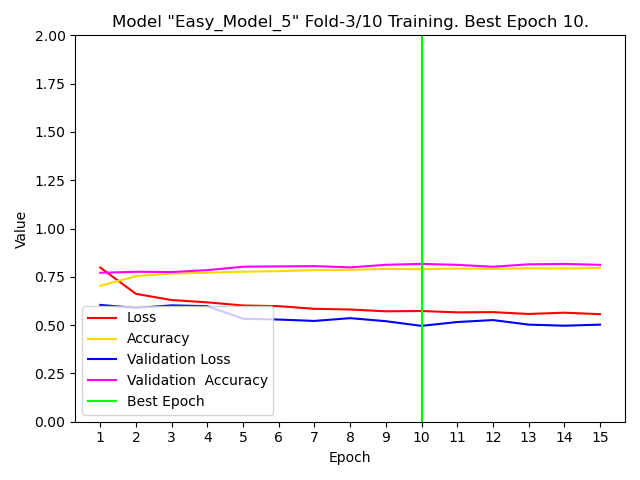 Model "Easy_Model_5" Fold-3/10 Training. Best Epoch 10.
2.00
1.75
1.50
1.25
1.00
0.75
0.50
0.25
0.00
Value
Loss
Accuracy
Validation Loss
Validation  Accuracy
Best Epoch
1 2 3 4 5 6 7 8 9 10 11 12 13 14 15
Epoch